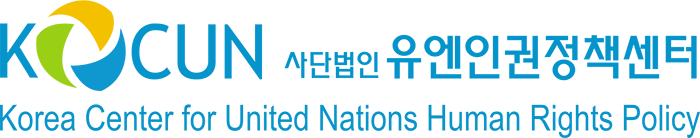 KOCUN 사단법인 유엔인권정책센터
Korea Center for United Nations Human Rights Policy